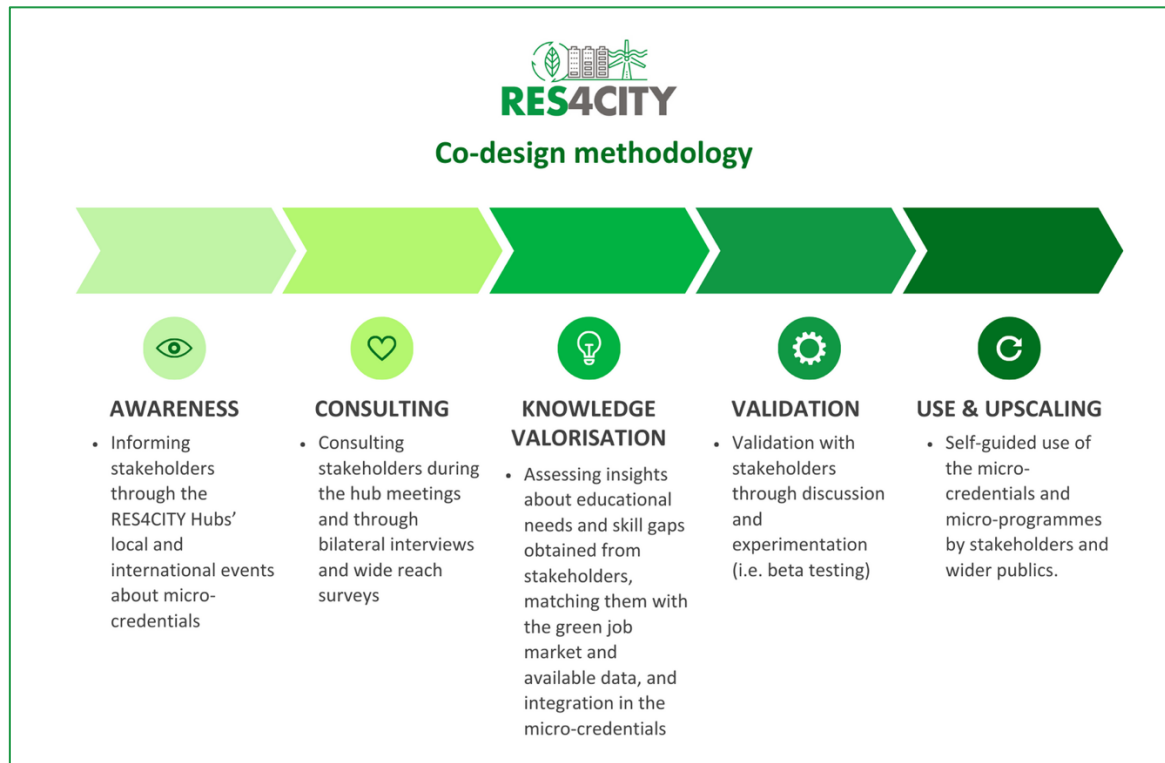 RES4CITY
Co-design methodology
AWARENESS
• Informing
stakeholders
through the
RES4CITY Hubs’
local and
international events
about micro-
credentials
CONSULTING
• Consulting
stakeholders during
the hub meetings
and through
bilateral interviews
and wide reach
surveys
KNOWLEDGE
VALORISATION
• Assessing insights
about educational
needs and skill gaps
obtained from
stakeholders,
matching them with
the green job
market and
available data, and
integration in the
micro-credentials
VALIDATION
• Validation with
stakeholders
through discussion
and
experimentation
(i.e. beta testing)
USE & UPSCALING
• Self-guided use of
the micro-
credentials and
micro-programmes
by stakeholders and
wider publics.